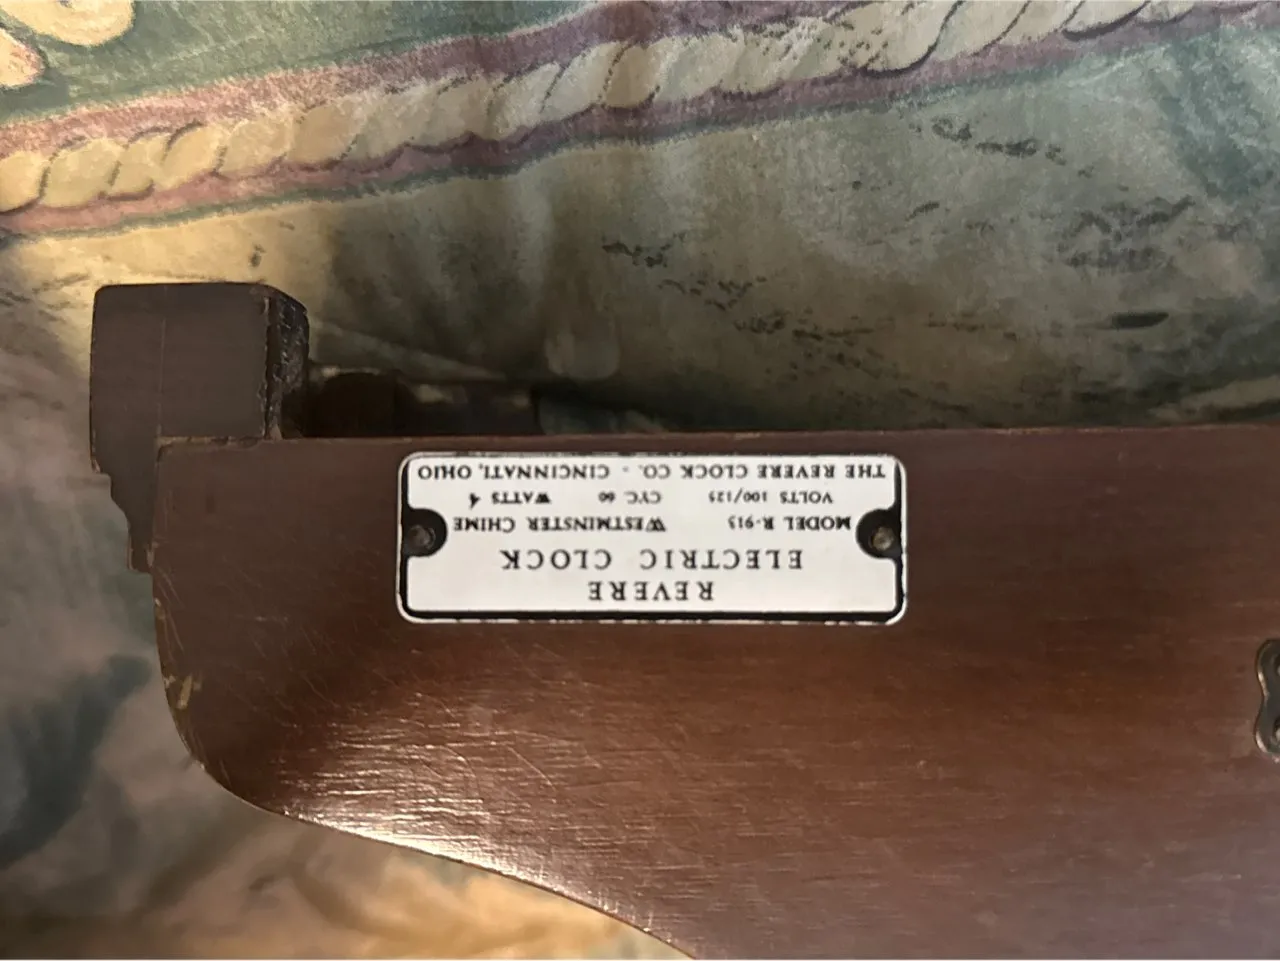 REVERE
ELECTRIC CLOCK
MODEL R-913 WESTMINSTER CHIME
VOLTS 100/125 CYC. 60 WATTS 4
THE REVERE CLOCK CO. - CINCINNATI, OHIO